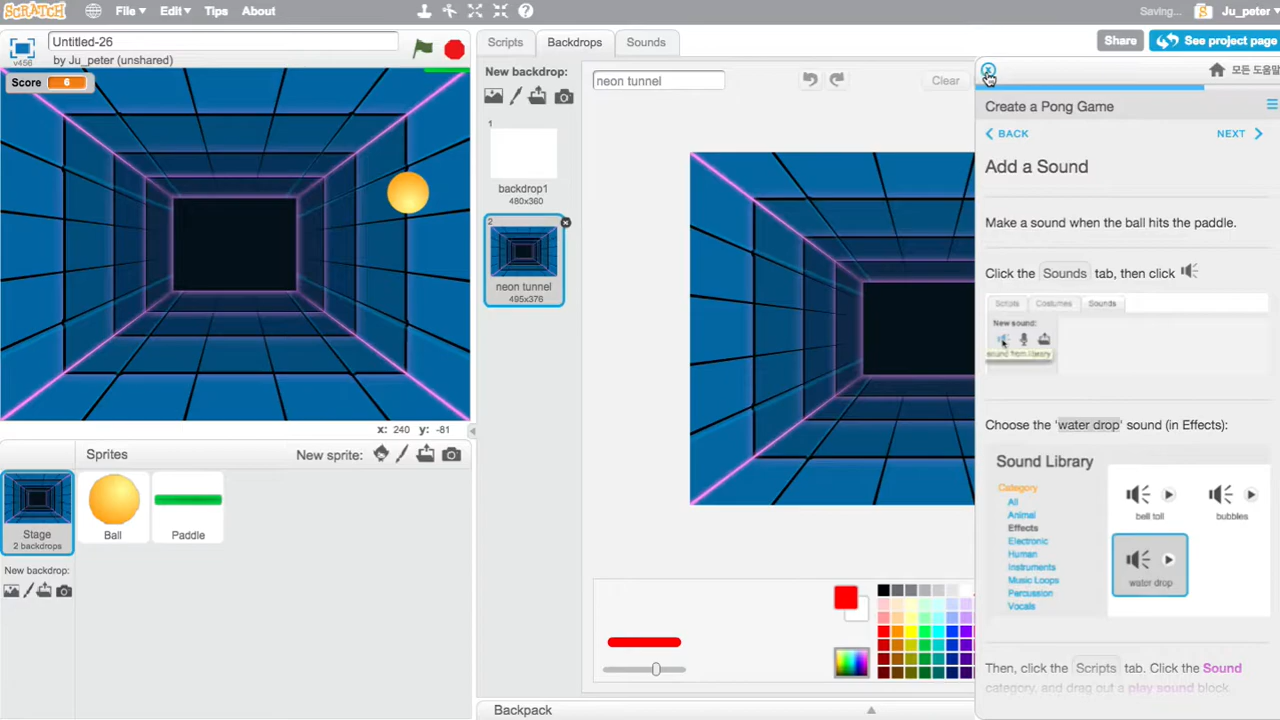 SCRATCH File Edit Tips About Saving... Ju_peter
Untitled-26
by Ju_peter (unshared)
v456
Scripts Backdrops Sounds
Share See project page
Score 6
New backdrop:
neon tunnel
Clear
1
backdrop1
480x360
2
neon tunnel
495x376
x: 240 y: -81
Sprites New sprite:
Stage
2 backdrops
New backdrop:
Ball
Paddle
Backpack
모든 도움말
Create a Pong Game
BACK NEXT
Add a Sound
Make a sound when the ball hits the paddle.
Click the Sounds tab, then click
Scripts Costumes Sounds
New sound:
sound from library
Choose the 'water drop' sound (in Effects):
Sound Library
Category
All
Animal
Effects
Electronic
Human
Instruments
Music Loops
Percussion
Vocals
bell toll
bubbles
water drop
Then, click the Scripts tab. Click the Sound
category, and drag out a play sound block.